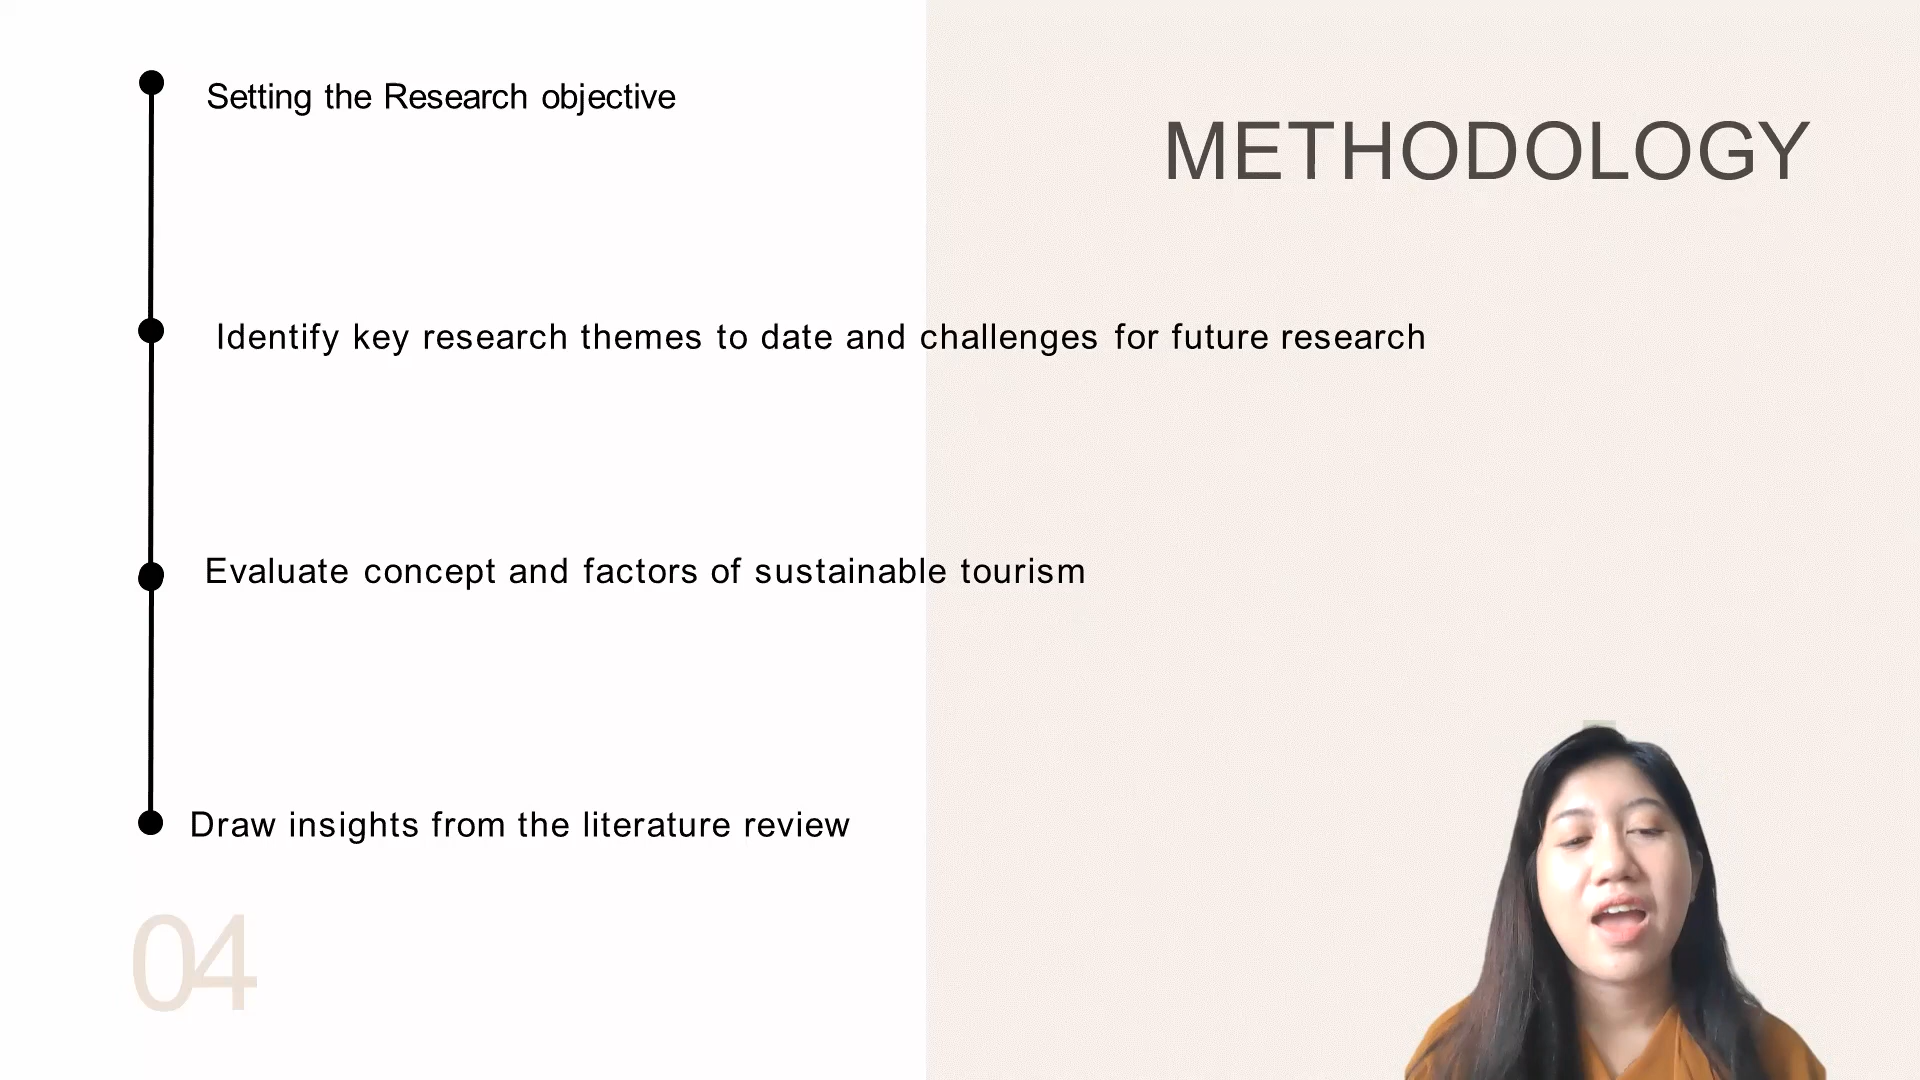 Setting the Research objective
METHODOLOGY
Identify key research themes to date and challenges for future research
Evaluate concept and factors of sustainable tourism
Draw insights from the literature review
04